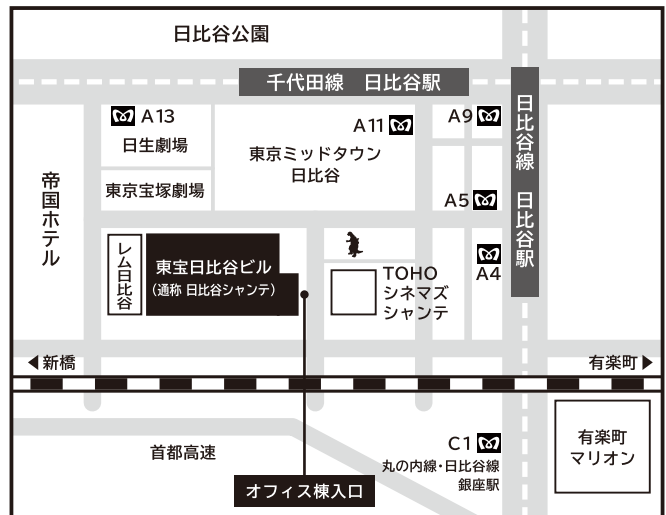 日比谷公園
千代田線　日比谷駅
日比谷線　日比谷駅
A13
日生劇場
東京宝塚劇場
A11
東京ミッドタウン
日比谷
A9
A5
A4
帝国ホテル
レム日比谷
東宝日比谷ビル
（通称 日比谷シャンテ）
TOHO
シネマズ
シャンテ
新橋
有楽町
首都高速
オフィス棟入口
C1
丸の内線・日比谷線
銀座駅
有楽町
マリオン